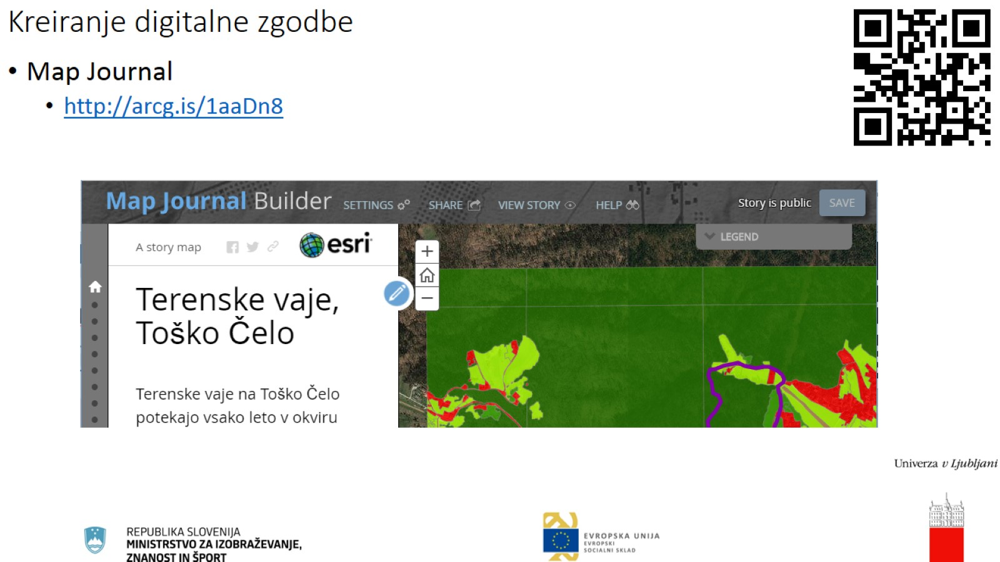 Kreiranje digitalne zgodbe
• Map Journal
• http://arcg.is/1aaDn8
Map Journal Builder SETTINGS SHARE VIEW STORY HELP Story is public SAVE
A story map esri
LEGEND
Terenske vaje,
Toško Čelo
Terenske vaje na Toško Čelo
potekajo vsako leto v okviru
Univerza v Ljubljani
REPUBLIKA SLOVENIJA
MINISTRSTVO ZA IZOBRAŽEVANJE,
ZNANOST IN ŠPORT
EVROPSKA UNIJA
EVROPSKI
SOCIALNI SKLAD